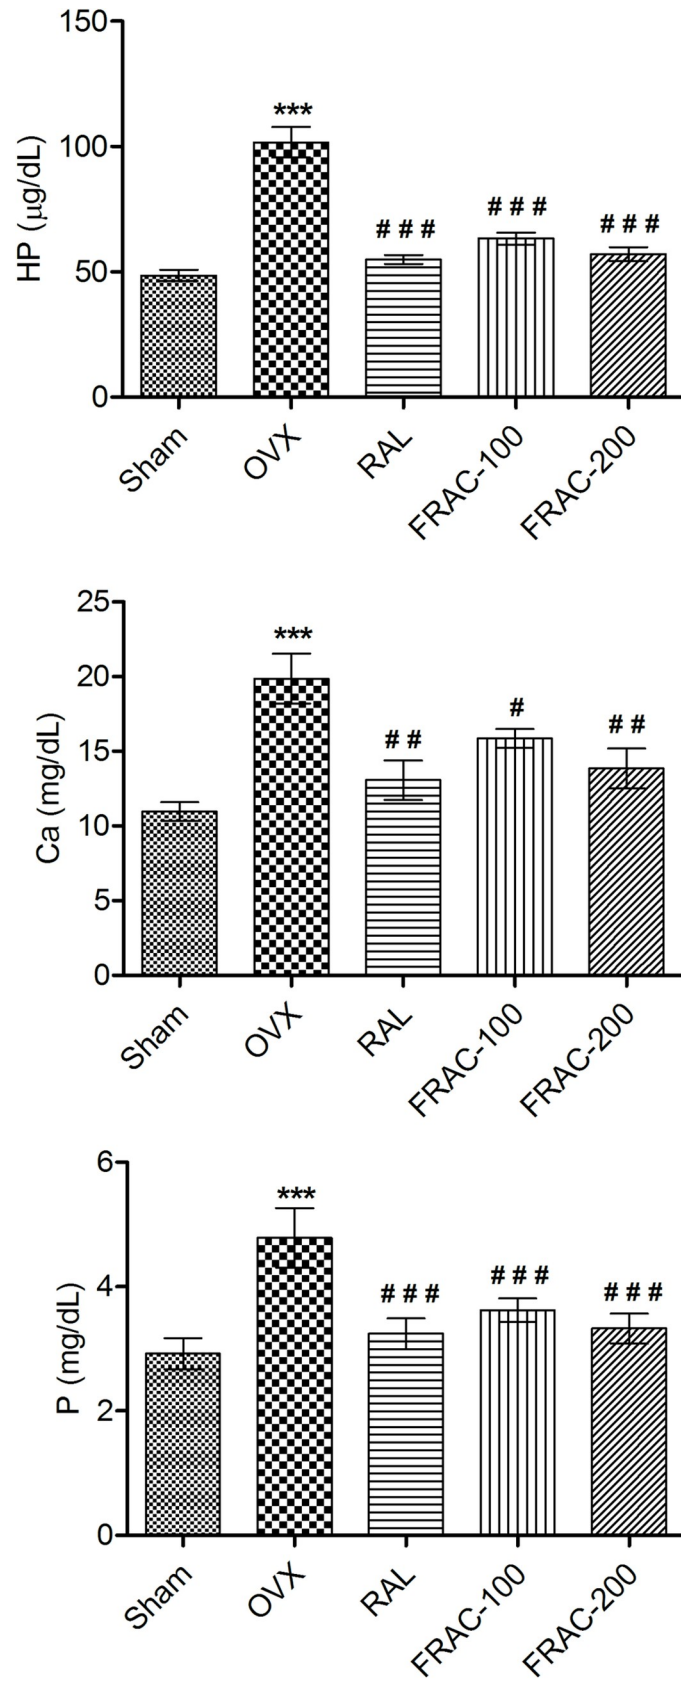 150
***
100
HP (μg/dL)
# # #
# # #
# # #
50
0
Sham
OVX
RAL
FRAC-100
FRAC-200
25
***
20
Ca (mg/dL)
# #
#
# #
15
10
5
0
Sham
OVX
RAL
FRAC-100
FRAC-200
6
***
P (mg/dL)
4
# # #
# # #
# # #
2
0
Sham
OVX
RAL
FRAC-100
FRAC-200